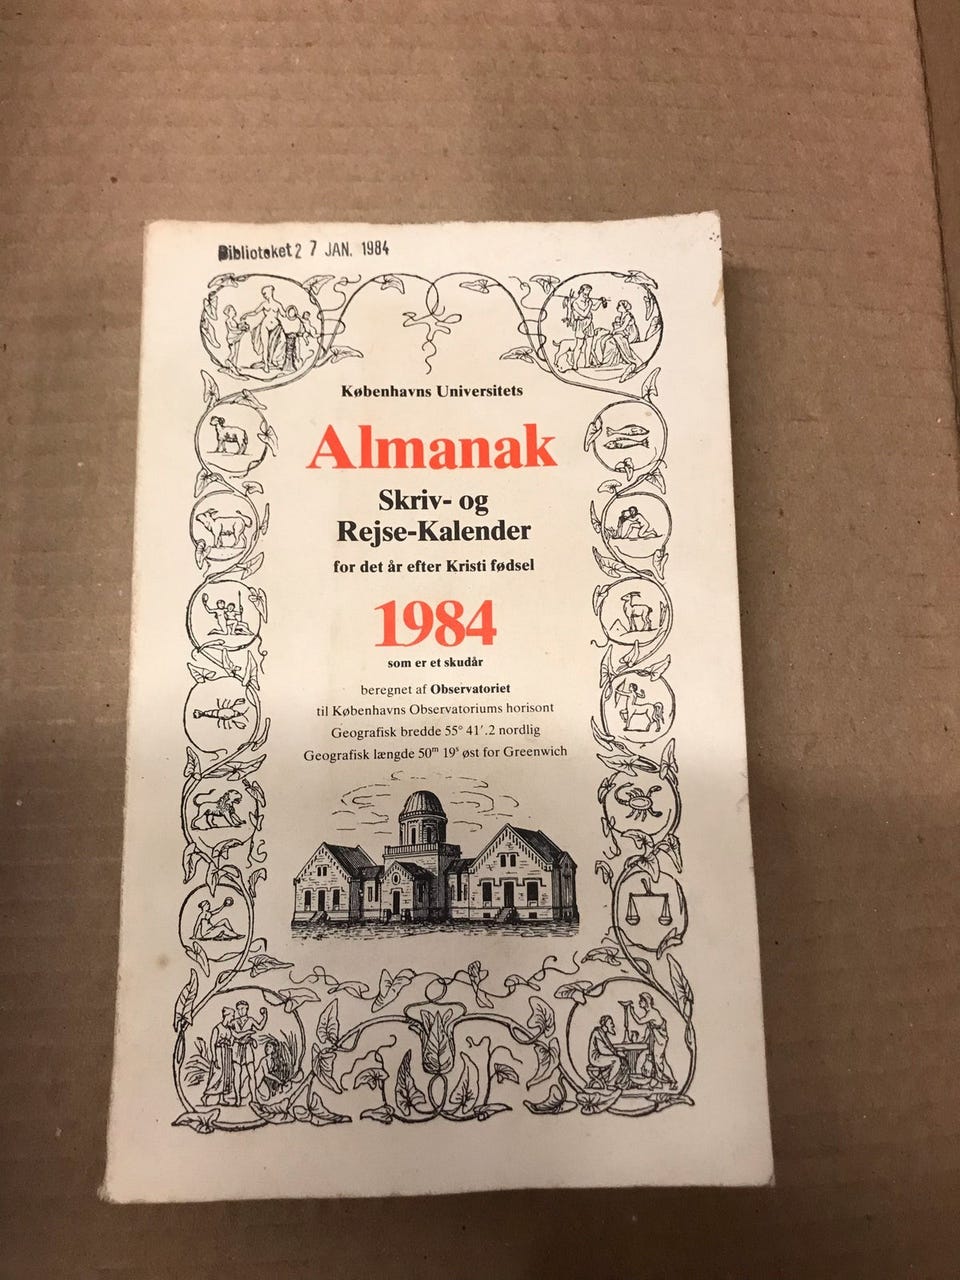 Biblioteket 27 JAN. 1984
Københavns Universitets
Almanak
Skriv- og
Rejse-Kalender
for det år efter Kristi fødsel
1984
som er et skudår
beregnet af Observatoriet
til Københavns Observatoriums horisont
Geografisk bredde 55° 41′.2 nordlig
Geografisk længde 50ᵐ 19ˢ øst for Greenwich